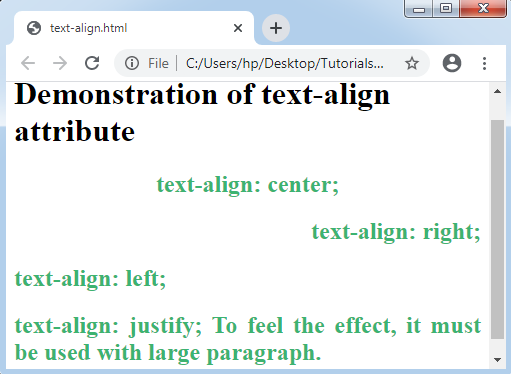 text-align.html
File
C:/Users/hp/Desktop/Tutorials...
Demonstration of text-align
attribute
text-align: center;
text-align: right;
text-align: left;
text-align: justify; To feel the effect, it must
be used with large paragraph.